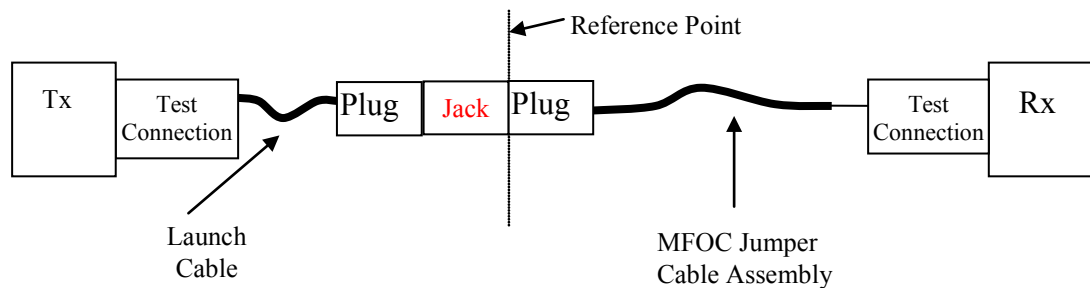 Reference Point
Tx
Test
Connection
Plug
Jack
Plug
Test
Connection
Rx
Launch
Cable
MFOC Jumper
Cable Assembly